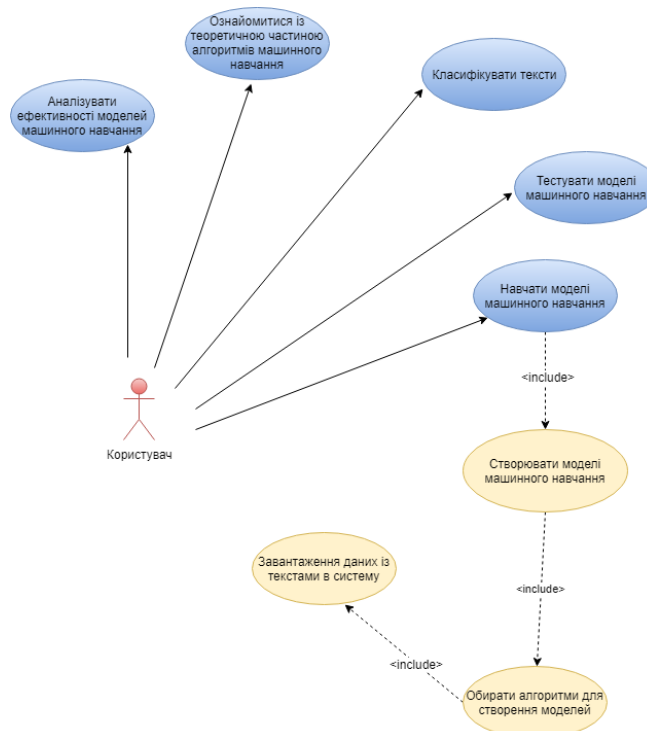 Ознайомитися із
теоретичною частиною
алгоритмів машинного
навчання
Класифікувати тексти
Аналізувати
ефективності моделей
машинного навчання
Тестувати моделі
машинного навчання
Навчати моделі
машинного навчання
<include>
Користувач
Створювати моделі
машинного навчання
Завантаження даних із
текстами в систему
<include>
<include>
Обирати алгоритми для
створення моделей